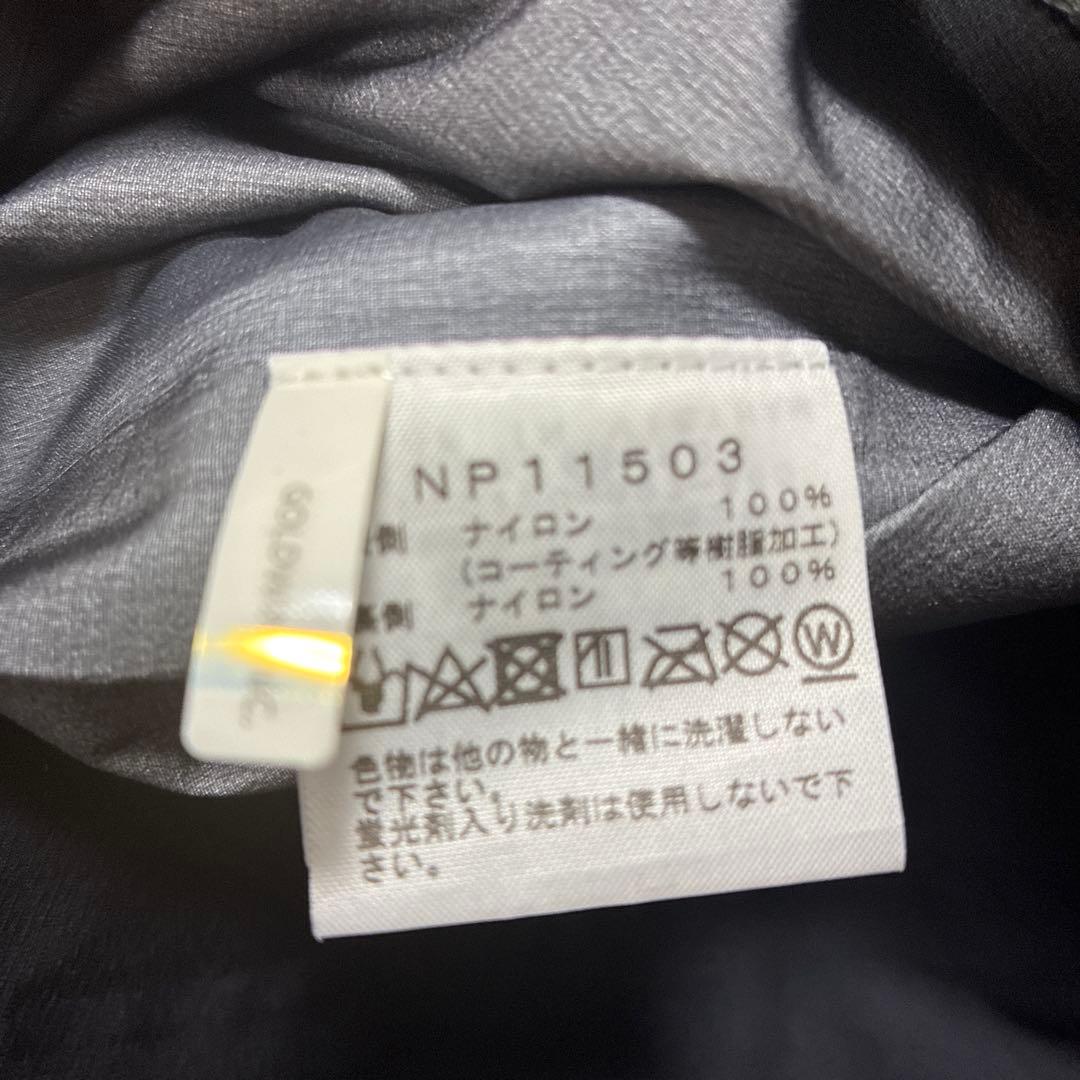 NP11503
側 ナイロン 100%
(コーティング等樹脂加工)
裏側 ナイロン 100%
W
色物は他の物と一緒に洗濯しない
で下さい。
蛍光剤入り洗剤は使用しないで下
さい。